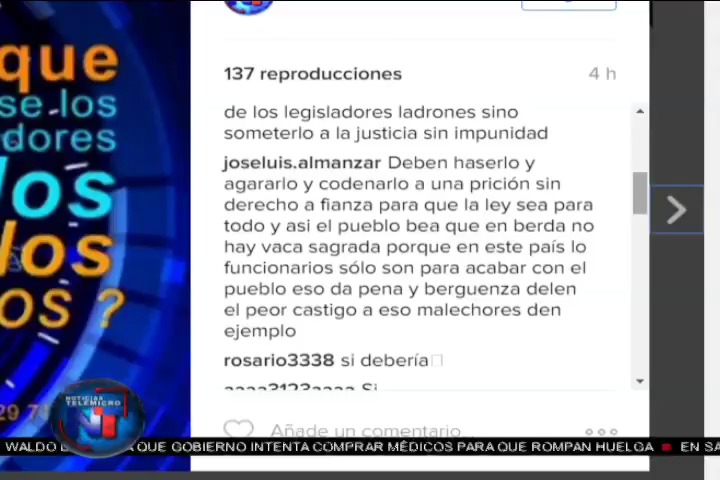 que
se los
dores
los
los
os ?
29 7
137 reproducciones
4 h
de los legisladores ladrones sino
someterlo a la justicia sin impunidad
joseluis.almanzar Deben haserlo y
agararlo y codenarlo a una prición sin
derecho a fianza para que la ley sea para
todo y asi el pueblo bea que en berda no
hay vaca sagrada porque en este país lo
funcionarios sólo son para acabar con el
pueblo eso da pena y berguenza delen
el peor castigo a eso malechores den
ejemplo
rosario3338 si debería
Si
Añade un comentario
NOTICIAS
TELEMICRO
WALDO QUE GOBIERNO INTENTA COMPRAR MÉDICOS PARA QUE ROMPAN HUELGA EN SA